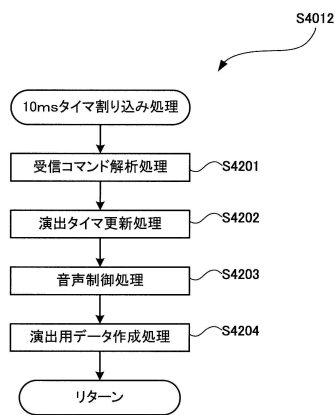 S4012
10msタイマ割り込み処理
受信コマンド解析処理 S4201
演出タイマ更新処理 S4202
音声制御処理 S4203
演出用データ作成処理 S4204
リターン